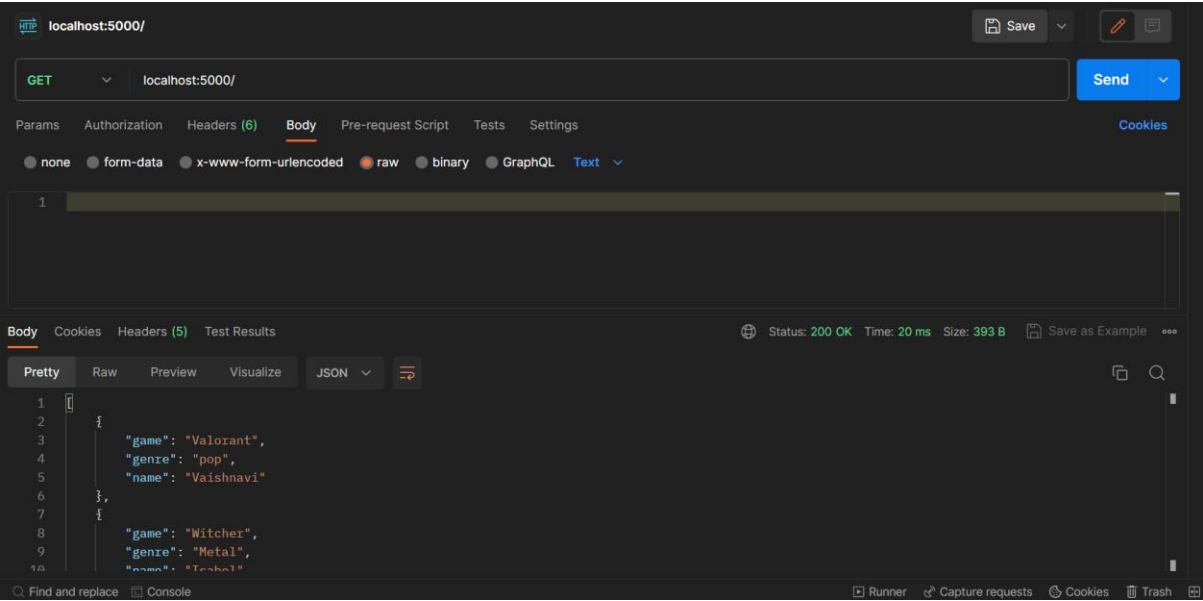 HTTP localhost:5000/ Save
GET localhost:5000/ Send
Params Authorization Headers (6) Body Pre-request Script Tests Settings Cookies
none form-data x-www-form-urlencoded raw binary GraphQL Text
1
Body Cookies Headers (5) Test Results Status: 200 OK Time: 20 ms Size: 393 B Save as Example
Pretty Raw Preview Visualize JSON
1 [
2 {
3 "game": "Valorant",
4 "genre": "pop",
5 "name": "Vaishnavi"
6 },
7 {
8 "game": "Witcher",
9 "genre": "Metal",
10 "name": "Isabel"
Find and replace Console Runner Capture requests Cookies Trash